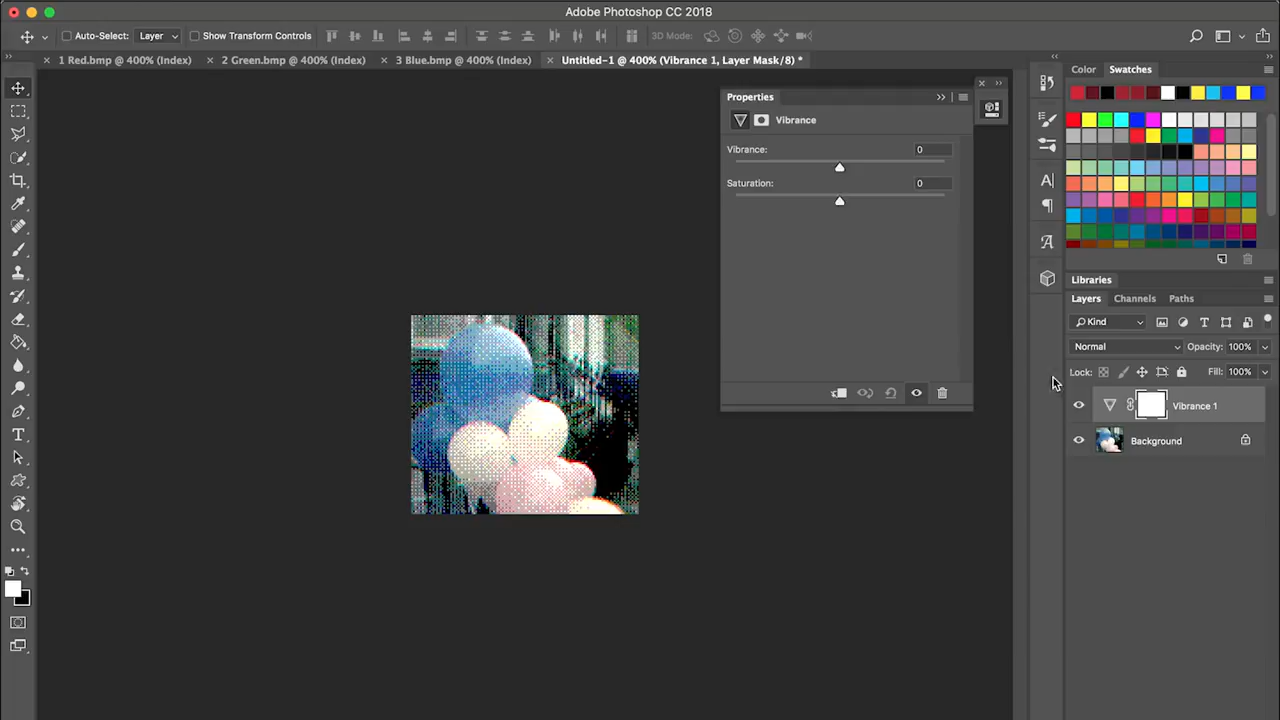 Adobe Photoshop CC 2018
Auto-Select: Layer Show Transform Controls 3D Mode:
1 Red.bmp @ 400% (Index) 2 Green.bmp @ 400% (Index) 3 Blue.bmp @ 400% (Index) Untitled-1 @ 400% (Vibrance 1, Layer Mask/8) *
Properties
Vibrance
Vibrance: 0
Saturation: 0
Color Swatches
Libraries
Layers Channels Paths
Kind
Normal Opacity: 100%
Lock: Fill: 100%
Vibrance 1
Background